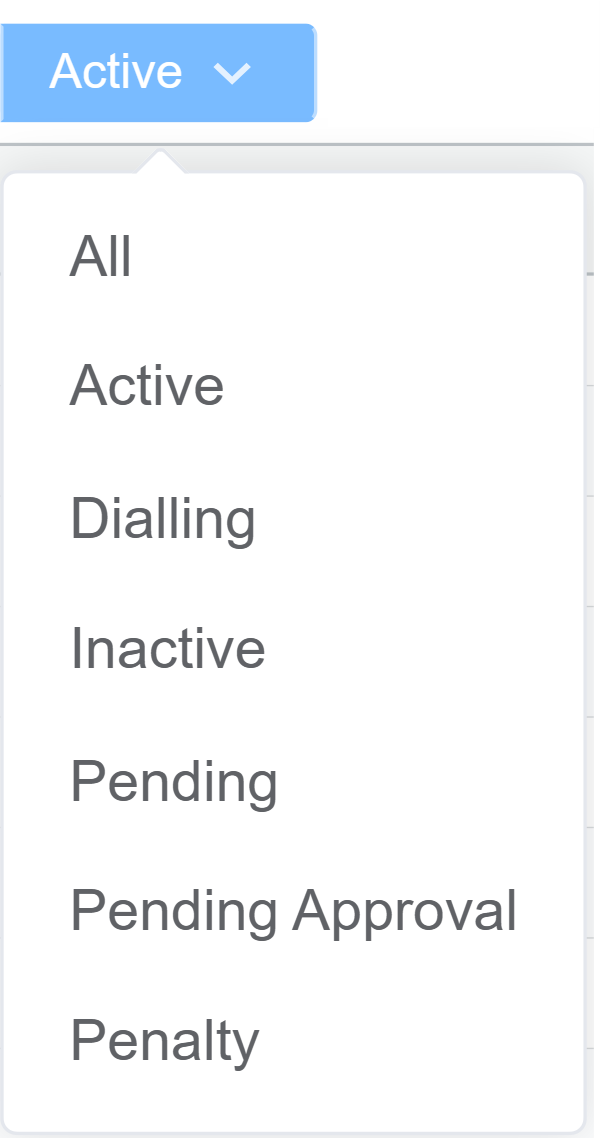 Active
All
Active
Dialling
Inactive
Pending
Pending Approval
Penalty